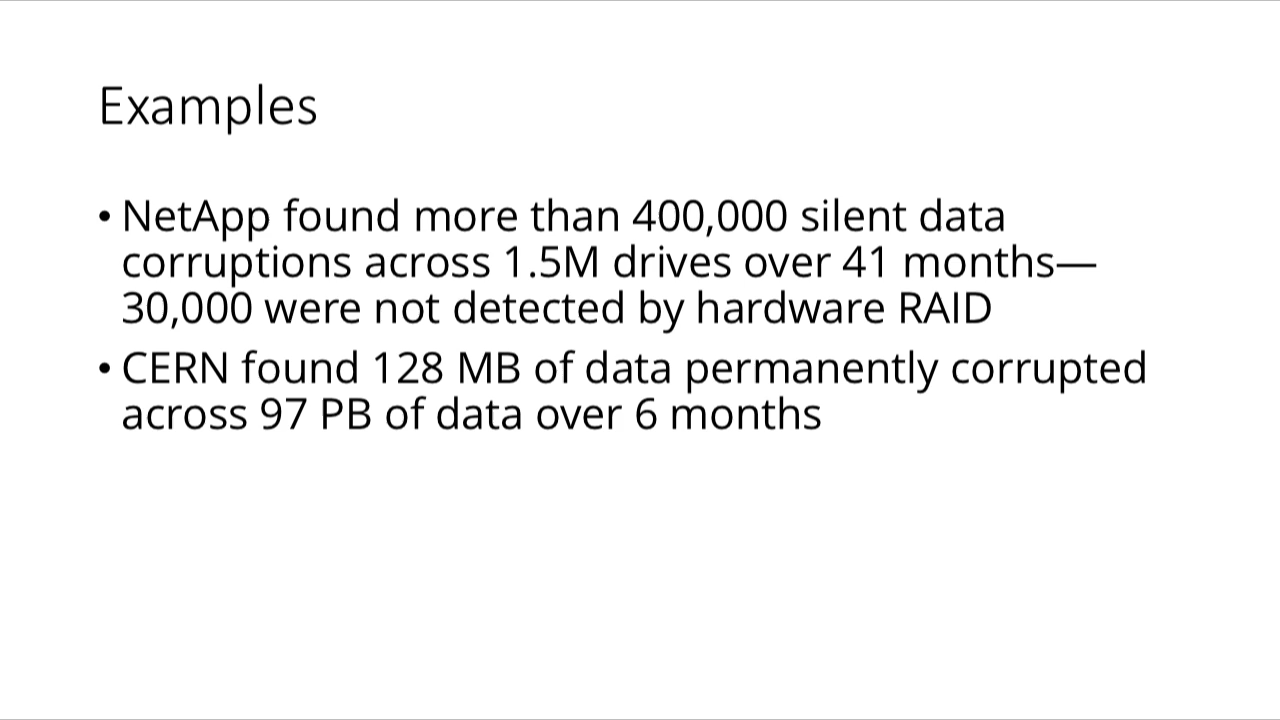 Examples
• NetApp found more than 400,000 silent data
corruptions across 1.5M drives over 41 months—
30,000 were not detected by hardware RAID
• CERN found 128 MB of data permanently corrupted
across 97 PB of data over 6 months